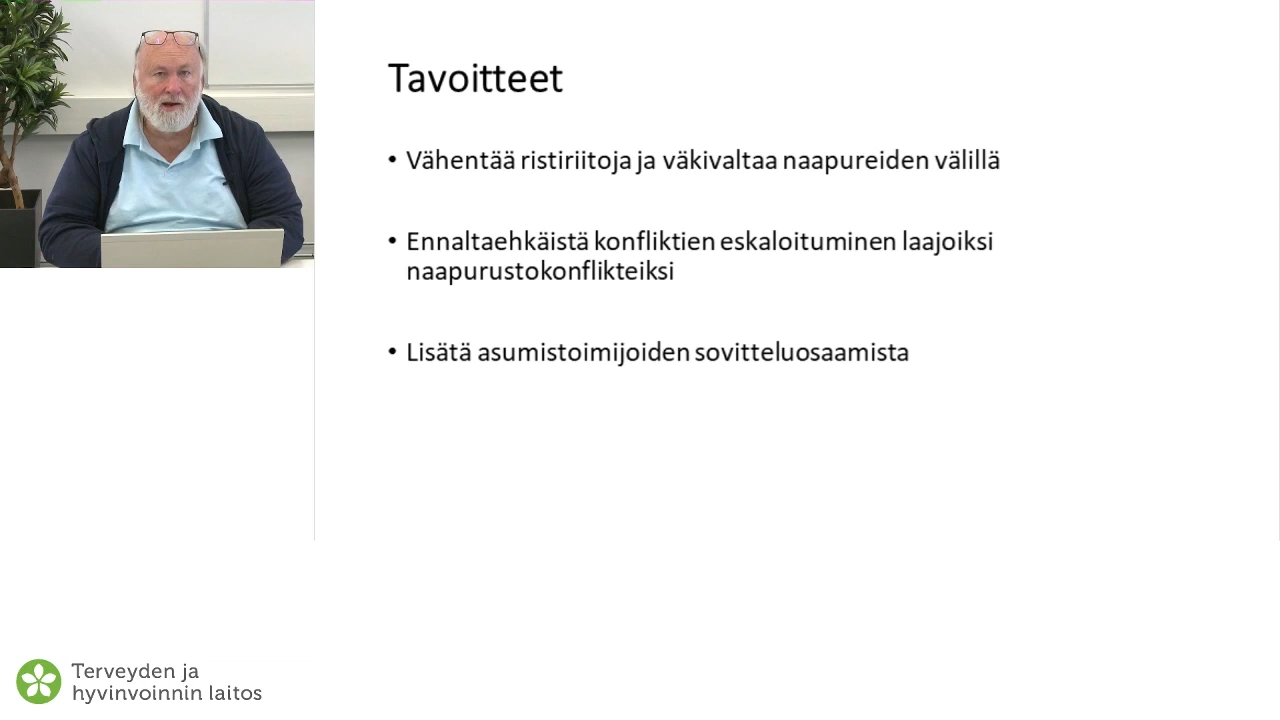 Tavoitteet
• Vähentää ristiriitoja ja väkivaltaa naapureiden välillä
• Ennaltaehkäistä konfliktien eskaloituminen laajoiksi
naapurustokonflikteiksi
• Lisätä asumistoimijoiden sovitteluosaamista
Terveyden ja
hyvinvoinnin laitos